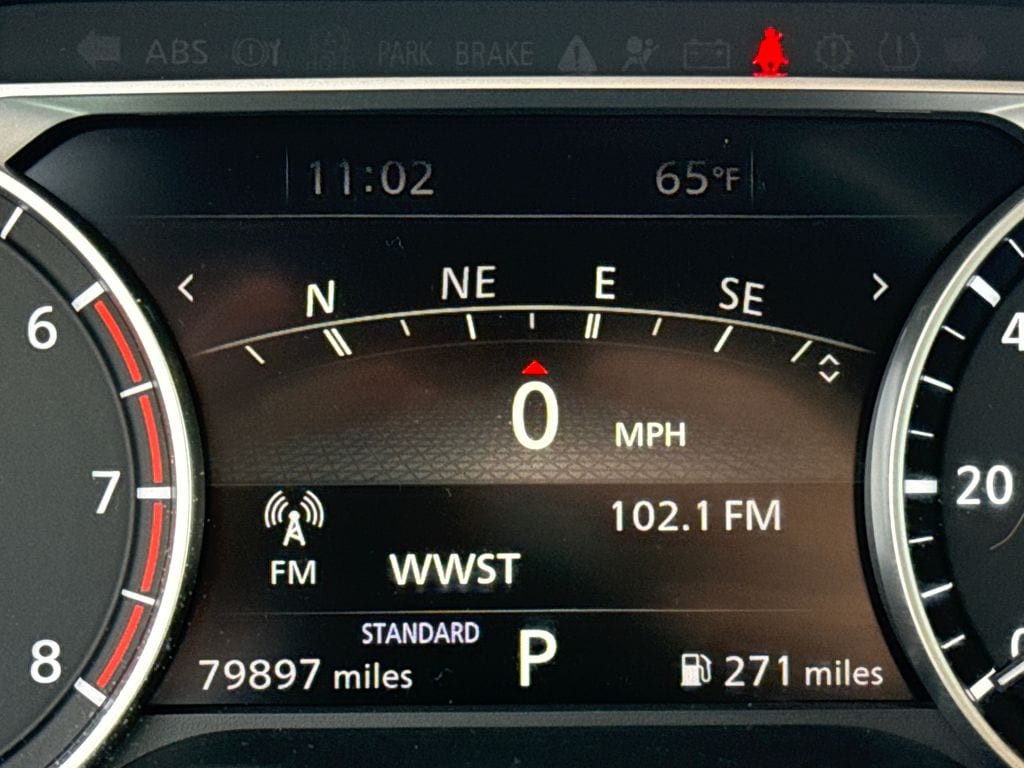 ABS PARK BRAKE
11:02 65°F
N NE E SE
6 4
0 MPH
7 20
102.1 FM
FM WWST
STANDARD P
8 79897 miles 271 miles